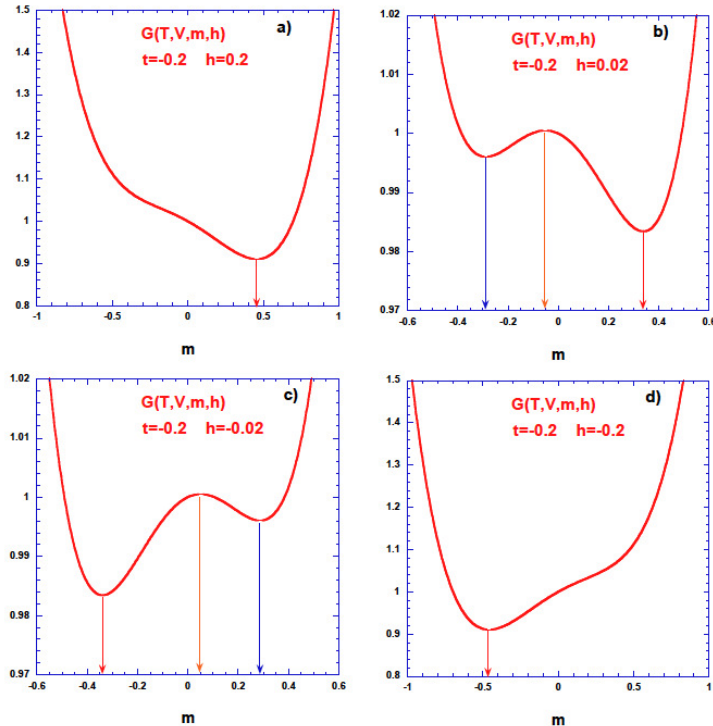 a)
G(T,V,m,h)
t=-0.2 h=0.2
1.5
1.4
1.3
1.2
1.1
1
0.9
0.8
-1 -0.5 0 0.5 1
m
b)
G(T,V,m,h)
t=-0.2 h=0.02
1.02
1.01
1
0.99
0.98
0.97
-0.6 -0.4 -0.2 0 0.2 0.4 0.6
m
c)
G(T,V,m,h)
t=-0.2 h=-0.02
1.02
1.01
1
0.99
0.98
0.97
-0.6 -0.4 -0.2 0 0.2 0.4 0.6
m
d)
G(T,V,m,h)
t=-0.2 h=-0.2
1.5
1.4
1.3
1.2
1.1
1
0.9
0.8
-1 -0.5 0 0.5 1
m